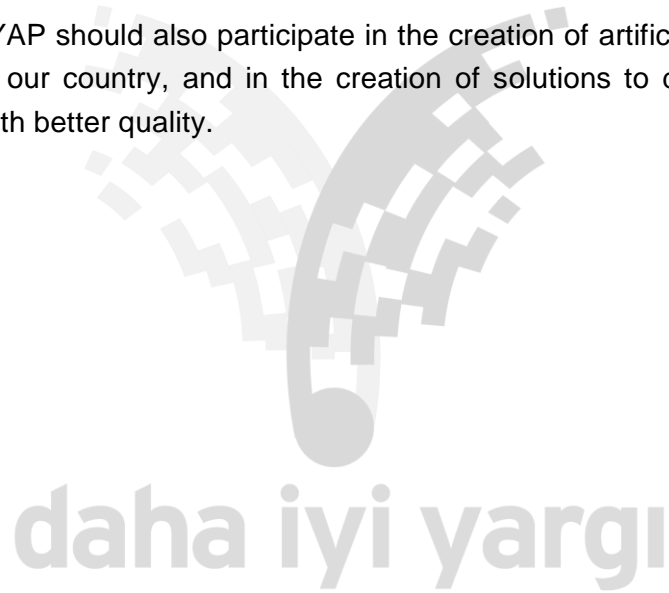 YAP should also participate in the creation of artific
our country, and in the creation of solutions to
th better quality.
daha iyi yargı